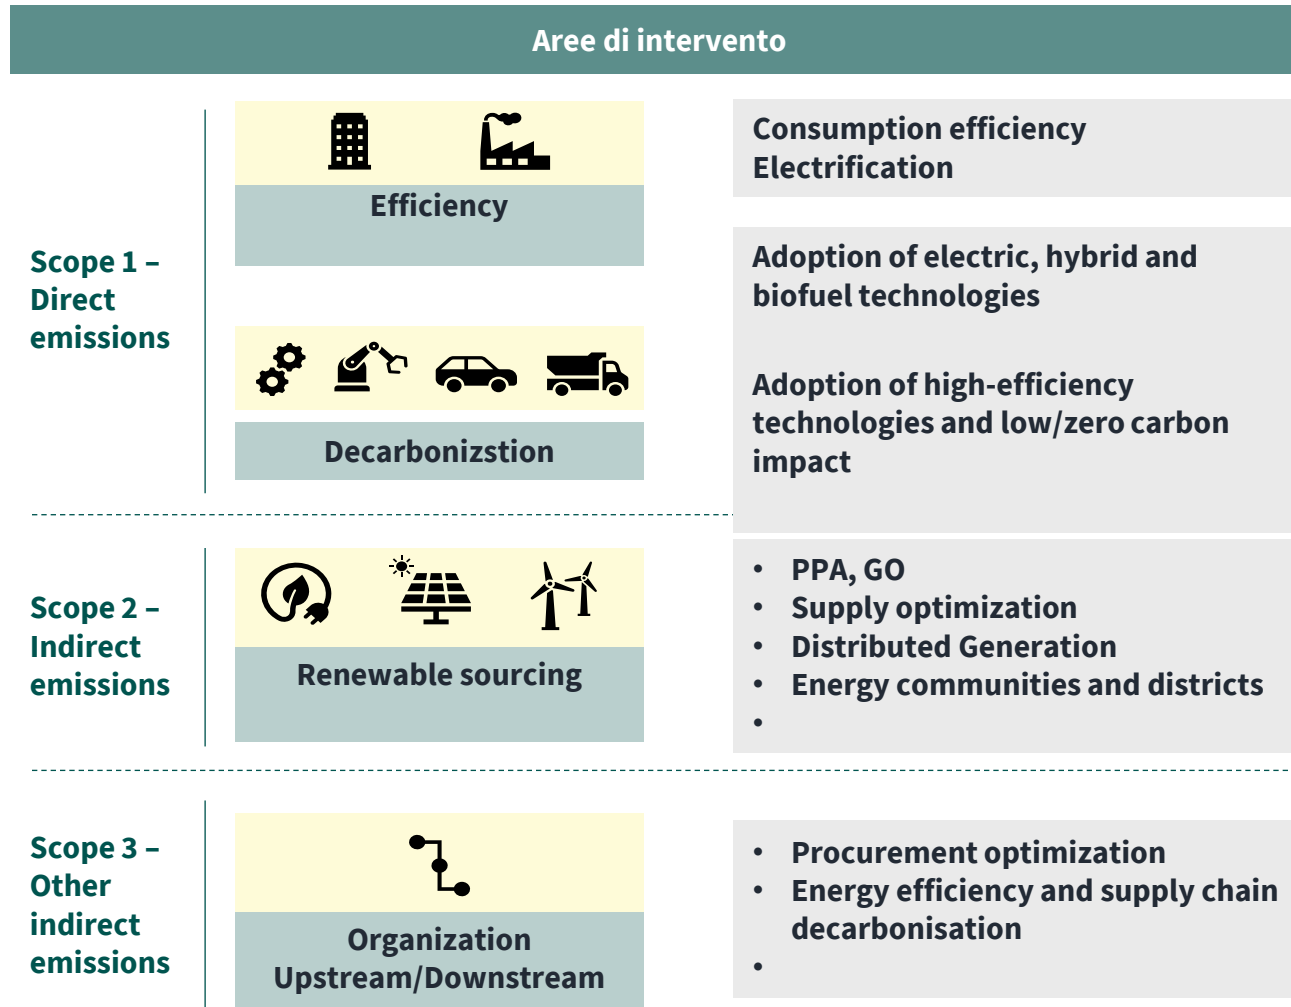 Aree di intervento
Scope 1 –
Direct
emissions
Efficiency
Consumption efficiency
Electrification
Decarbonizstion
Adoption of electric, hybrid and
biofuel technologies
Adoption of high-efficiency
technologies and low/zero carbon
impact
Scope 2 –
Indirect
emissions
Renewable sourcing
• PPA, GO
• Supply optimization
• Distributed Generation
• Energy communities and districts
•
Scope 3 –
Other
indirect
emissions
Organization
Upstream/Downstream
• Procurement optimization
• Energy efficiency and supply chain
decarbonisation
•